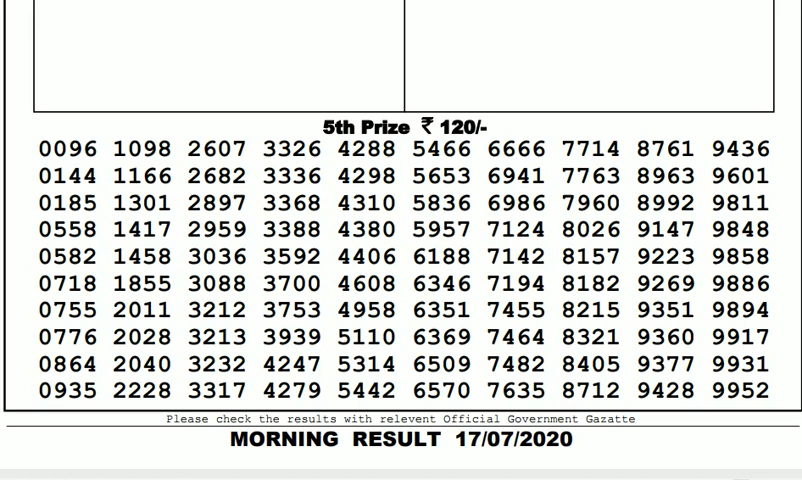 5th Prize ₹ 120/-
0096 1098 2607 3326 4288 5466 6666 7714 8761 9436
0144 1166 2682 3336 4298 5653 6941 7763 8963 9601
0185 1301 2897 3368 4310 5836 6986 7960 8992 9811
0558 1417 2959 3388 4380 5957 7124 8026 9147 9848
0582 1458 3036 3592 4406 6188 7142 8157 9223 9858
0718 1855 3088 3700 4608 6346 7194 8182 9269 9886
0755 2011 3212 3753 4958 6351 7455 8215 9351 9894
0776 2028 3213 3939 5110 6369 7464 8321 9360 9917
0864 2040 3232 4247 5314 6509 7482 8405 9377 9931
0935 2228 3317 4279 5442 6570 7635 8712 9428 9952
Please check the results with relevent Official Government Gazatte
MORNING RESULT 17/07/2020